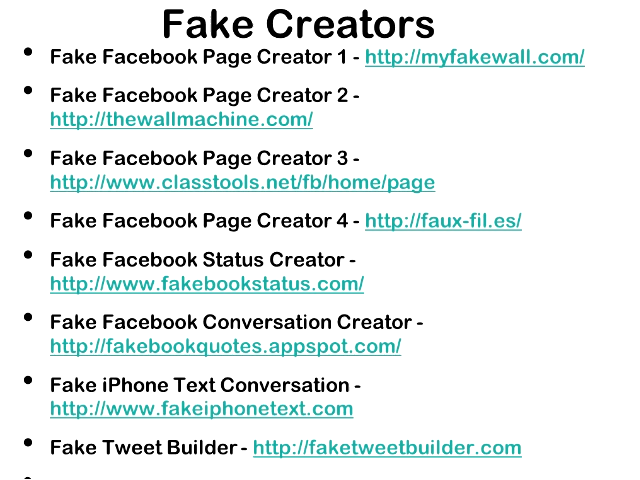 Fake Creators
• Fake Facebook Page Creator 1 - http://myfakewall.com/
• Fake Facebook Page Creator 2 -
http://thewallmachine.com/
• Fake Facebook Page Creator 3 -
http://www.classtools.net/fb/home/page
• Fake Facebook Page Creator 4 - http://faux-fil.es/
• Fake Facebook Status Creator -
http://www.fakebookstatus.com/
• Fake Facebook Conversation Creator -
http://fakebookquotes.appspot.com/
• Fake iPhone Text Conversation -
http://www.fakeiphonetext.com
• Fake Tweet Builder - http://faketweetbuilder.com